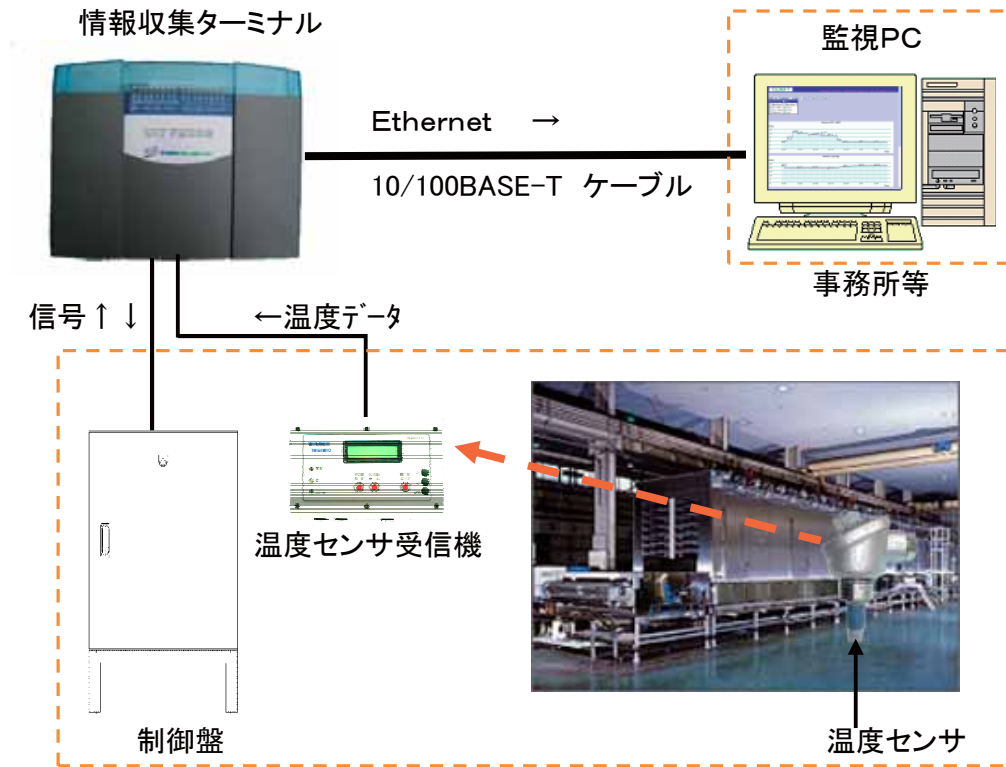 情報収集ターミナル
監視PC
Ethernet →
10/100BASE-T ケーブル
事務所等
信号↑↓
←温度ﾃﾞｰﾀ
温度センサ受信機
制御盤
温度センサ